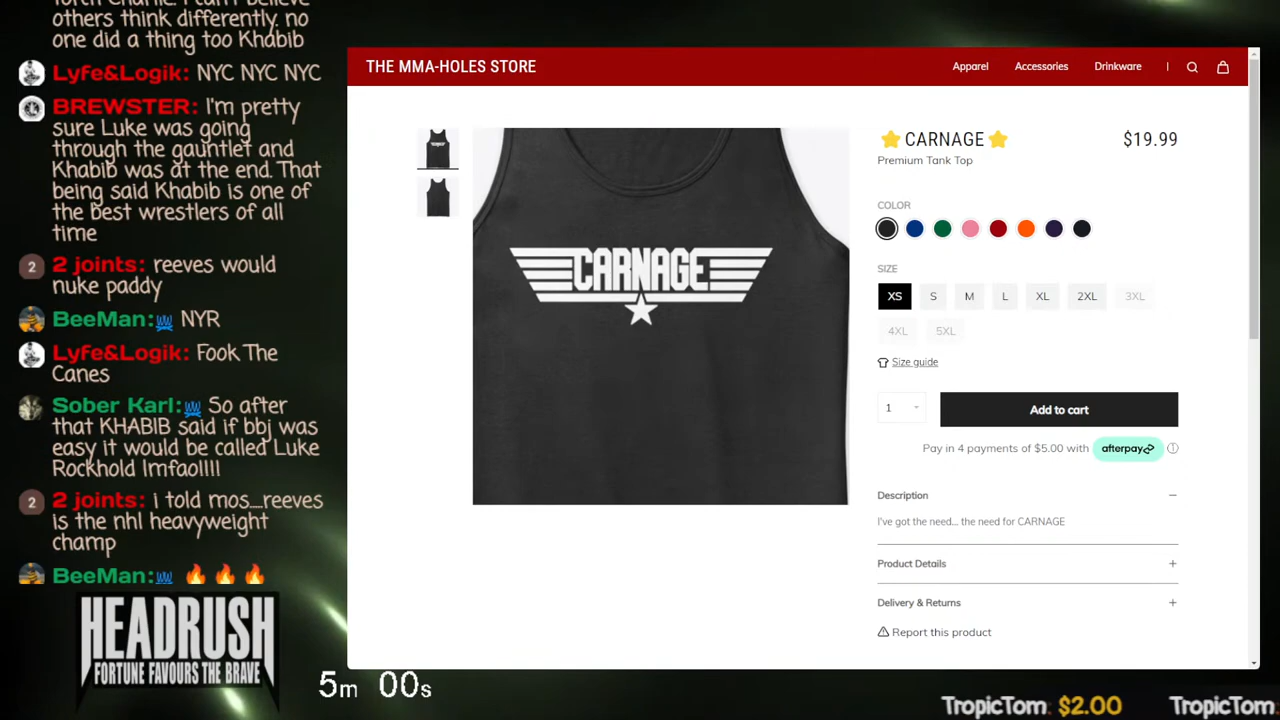 others think differently. no
one did a thing too Khabib
Lyfe&Logik: NYC NYC NYC
BREWSTER: I'm pretty
sure Luke was going
through the gauntlet and
Khabib was at the end. That
being said Khabib is one of
the best wrestlers of all
time
2 2 joints: reeves would
nuke paddy
BeeMan: NYR
Lyfe&Logik: Fook The
Canes
Sober Karl: So after
that KHABIB said if bbj was
easy it would be called Luke
Rockhold lmfao!!!!
2 2 joints: i told mos.....reeves
is the nhl heavyweight
champ
BeeMan: 🔥 🔥 🔥
HEADRUSH
FORTUNE FAVOURS THE BRAVE
5m 00s
THE MMA-HOLES STORE
Apparel Accessories Drinkware
CARNAGE
⭐ CARNAGE ⭐ $19.99
Premium Tank Top
COLOR
SIZE
XS S M L XL 2XL 3XL
4XL 5XL
Size guide
1 Add to cart
Pay in 4 payments of $5.00 with afterpay
Description
I've got the need... the need for CARNAGE
Product Details
Delivery & Returns
Report this product
TropicTom: $2.00 TropicTom